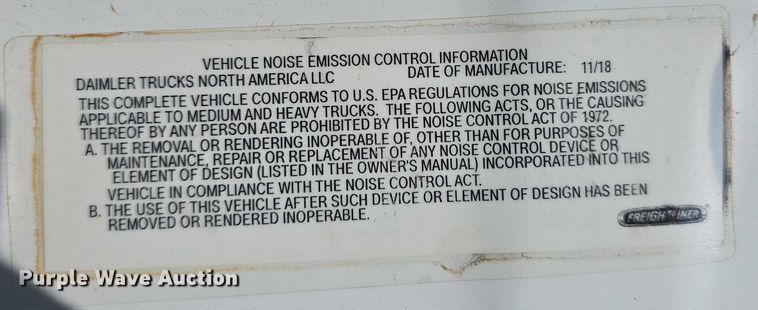 VEHICLE NOISE EMISSION CONTROL INFORMATION
DAIMLER TRUCKS NORTH AMERICA LLC DATE OF MANUFACTURE: 11/18
THIS COMPLETE VEHICLE CONFORMS TO U.S. EPA REGULATIONS FOR NOISE EMISSIONS
APPLICABLE TO MEDIUM AND HEAVY TRUCKS. THE FOLLOWING ACTS, OR THE CAUSING
THEREOF BY ANY PERSON ARE PROHIBITED BY THE NOISE CONTROL ACT OF 1972.
A. THE REMOVAL OR RENDERING INOPERABLE OF, OTHER THAN FOR PURPOSES OF
MAINTENANCE, REPAIR OR REPLACEMENT OF ANY NOISE CONTROL DEVICE OR
ELEMENT OF DESIGN (LISTED IN THE OWNER'S MANUAL) INCORPORATED INTO THIS
VEHICLE IN COMPLIANCE WITH THE NOISE CONTROL ACT.
B. THE USE OF THIS VEHICLE AFTER SUCH DEVICE OR ELEMENT OF DESIGN HAS BEEN
REMOVED OR RENDERED INOPERABLE.
FREIGHTLINER
Purple Wave Auction